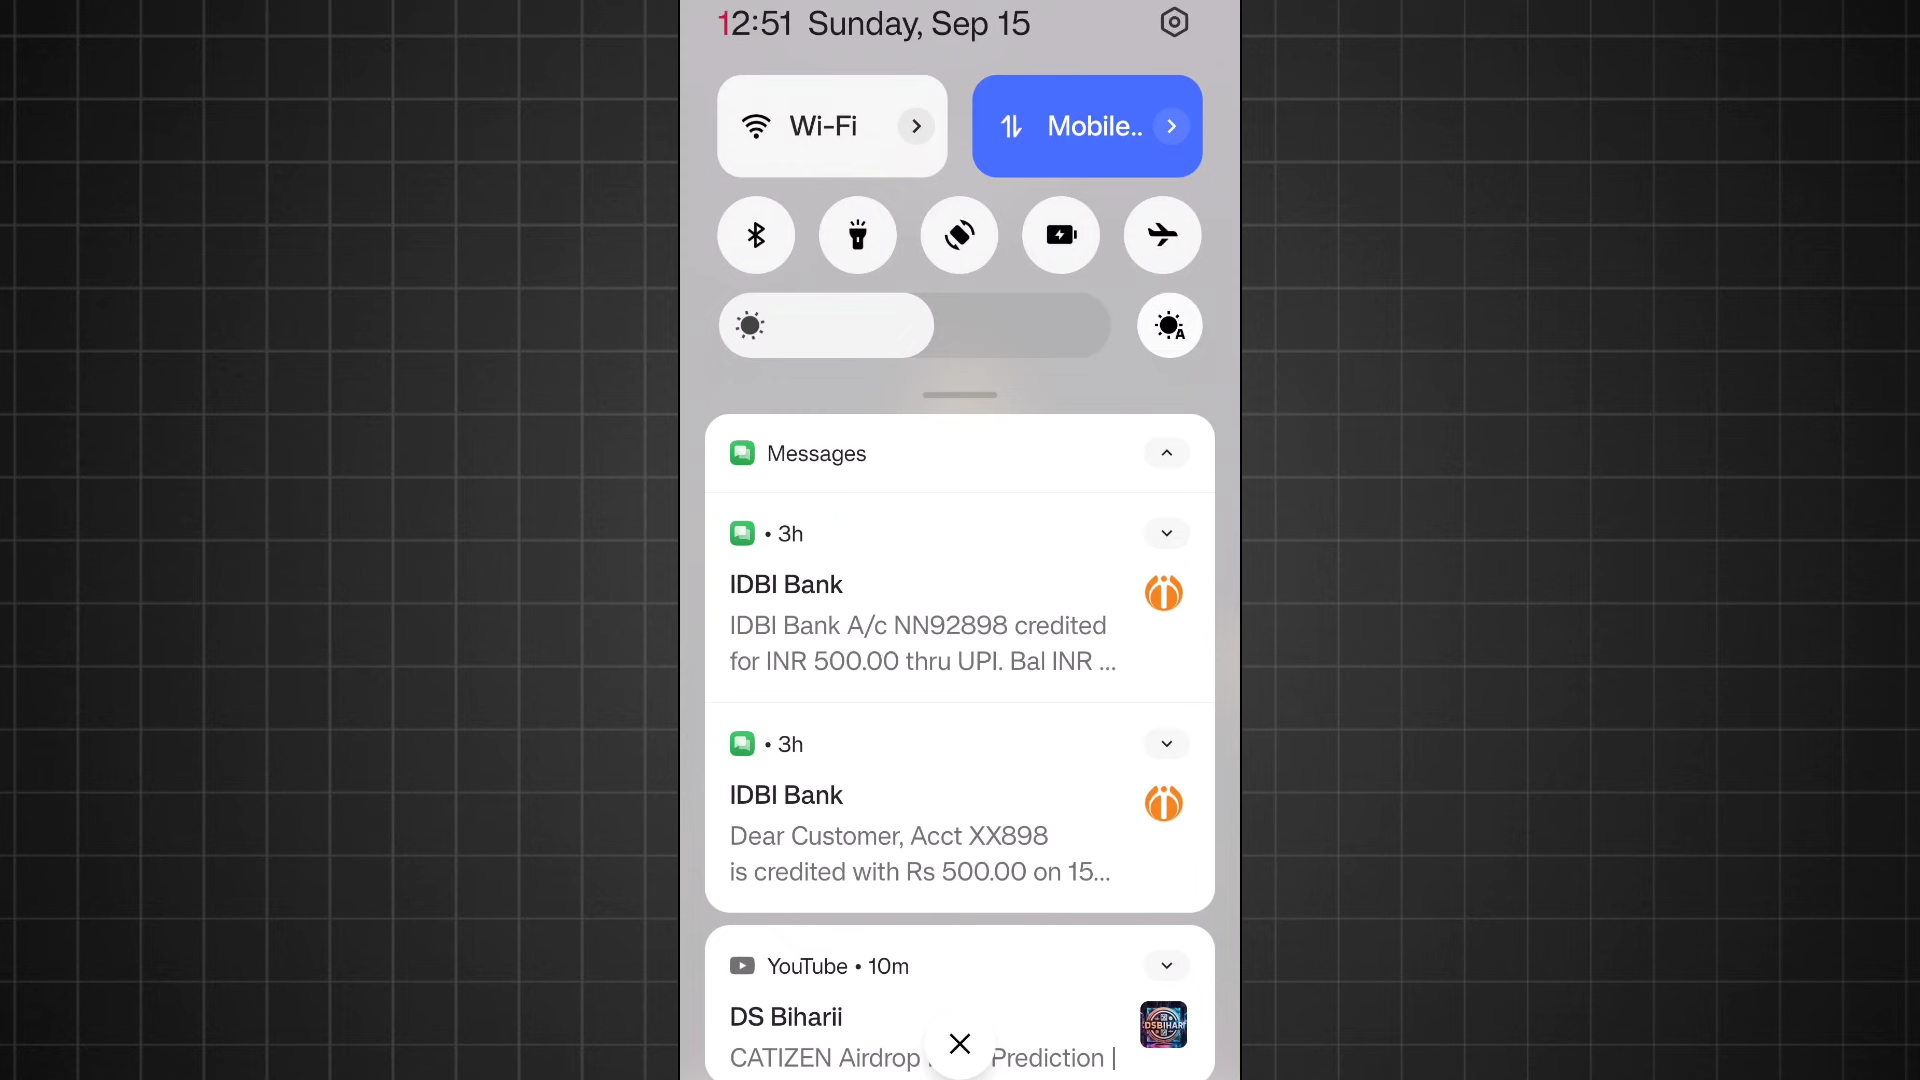 12:51 Sunday, Sep 15
Wi-Fi
Mobile..
A
Messages
• 3h
IDBI Bank
IDBI Bank A/c NN92898 credited
for INR 500.00 thru UPI. Bal INR ...
• 3h
IDBI Bank
Dear Customer, Acct XX898
is credited with Rs 500.00 on 15...
YouTube • 10m
DS Biharii
DSBIHARI
CATIZEN Airdrop Prediction |